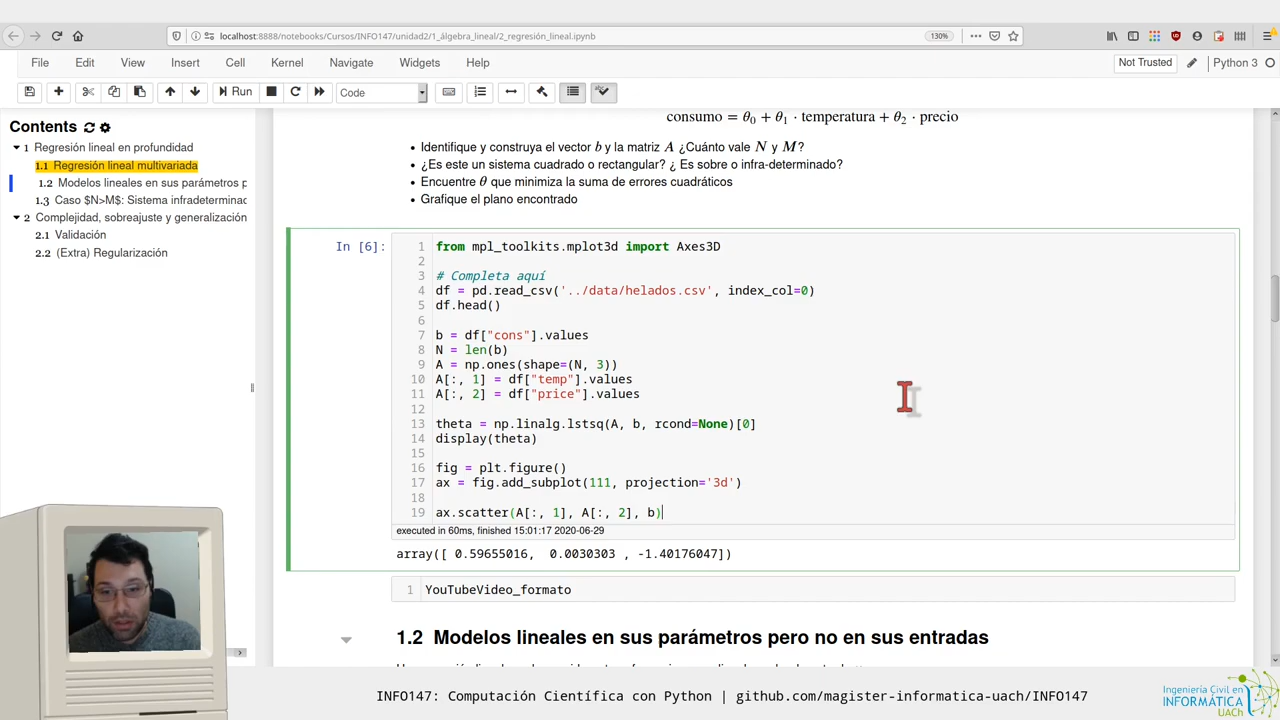 localhost:8888/notebooks/Cursos/INFO147/unidad2/1_álgebra_lineal/2_regresión_lineal.ipynb
130%
File Edit View Insert Cell Kernel Navigate Widgets Help
Not Trusted
Python 3
Run
Code
Contents
1 Regresión lineal en profundidad
1.1 Regresión lineal multivariada
1.2 Modelos lineales en sus parámetros p
1.3 Caso $N>M$: Sistema infradeterminac
2 Complejidad, sobreajuste y generalización
2.1 Validación
2.2 (Extra) Regularización
consumo = θ0 + θ1 · temperatura + θ2 · precio
• Identifique y construya el vector b y la matriz A ¿Cuánto vale N y M?
• ¿Es este un sistema cuadrado o rectangular? ¿ Es sobre o infra-determinado?
• Encuentre θ que minimiza la suma de errores cuadráticos
• Grafique el plano encontrado
In [6]:
1 from mpl_toolkits.mplot3d import Axes3D
2
3 # Completa aquí
4 df = pd.read_csv('../data/helados.csv', index_col=0)
5 df.head()
6
7 b = df["cons"].values
8 N = len(b)
9 A = np.ones(shape=(N, 3))
10 A[:, 1] = df["temp"].values
11 A[:, 2] = df["price"].values
12
13 theta = np.linalg.lstsq(A, b, rcond=None)[0]
14 display(theta)
15
16 fig = plt.figure()
17 ax = fig.add_subplot(111, projection='3d')
18
19 ax.scatter(A[:, 1], A[:, 2], b)
executed in 60ms, finished 15:01:17 2020-06-29
array([ 0.59655016, 0.0030303 , -1.40176047])
1 YouTubeVideo_formato
1.2 Modelos lineales en sus parámetros pero no en sus entradas
INFO147: Computación Científica con Python | github.com/magister-informatica-uach/INFO147
Ingeniería Civil en
INFORMÁTICA
UACh